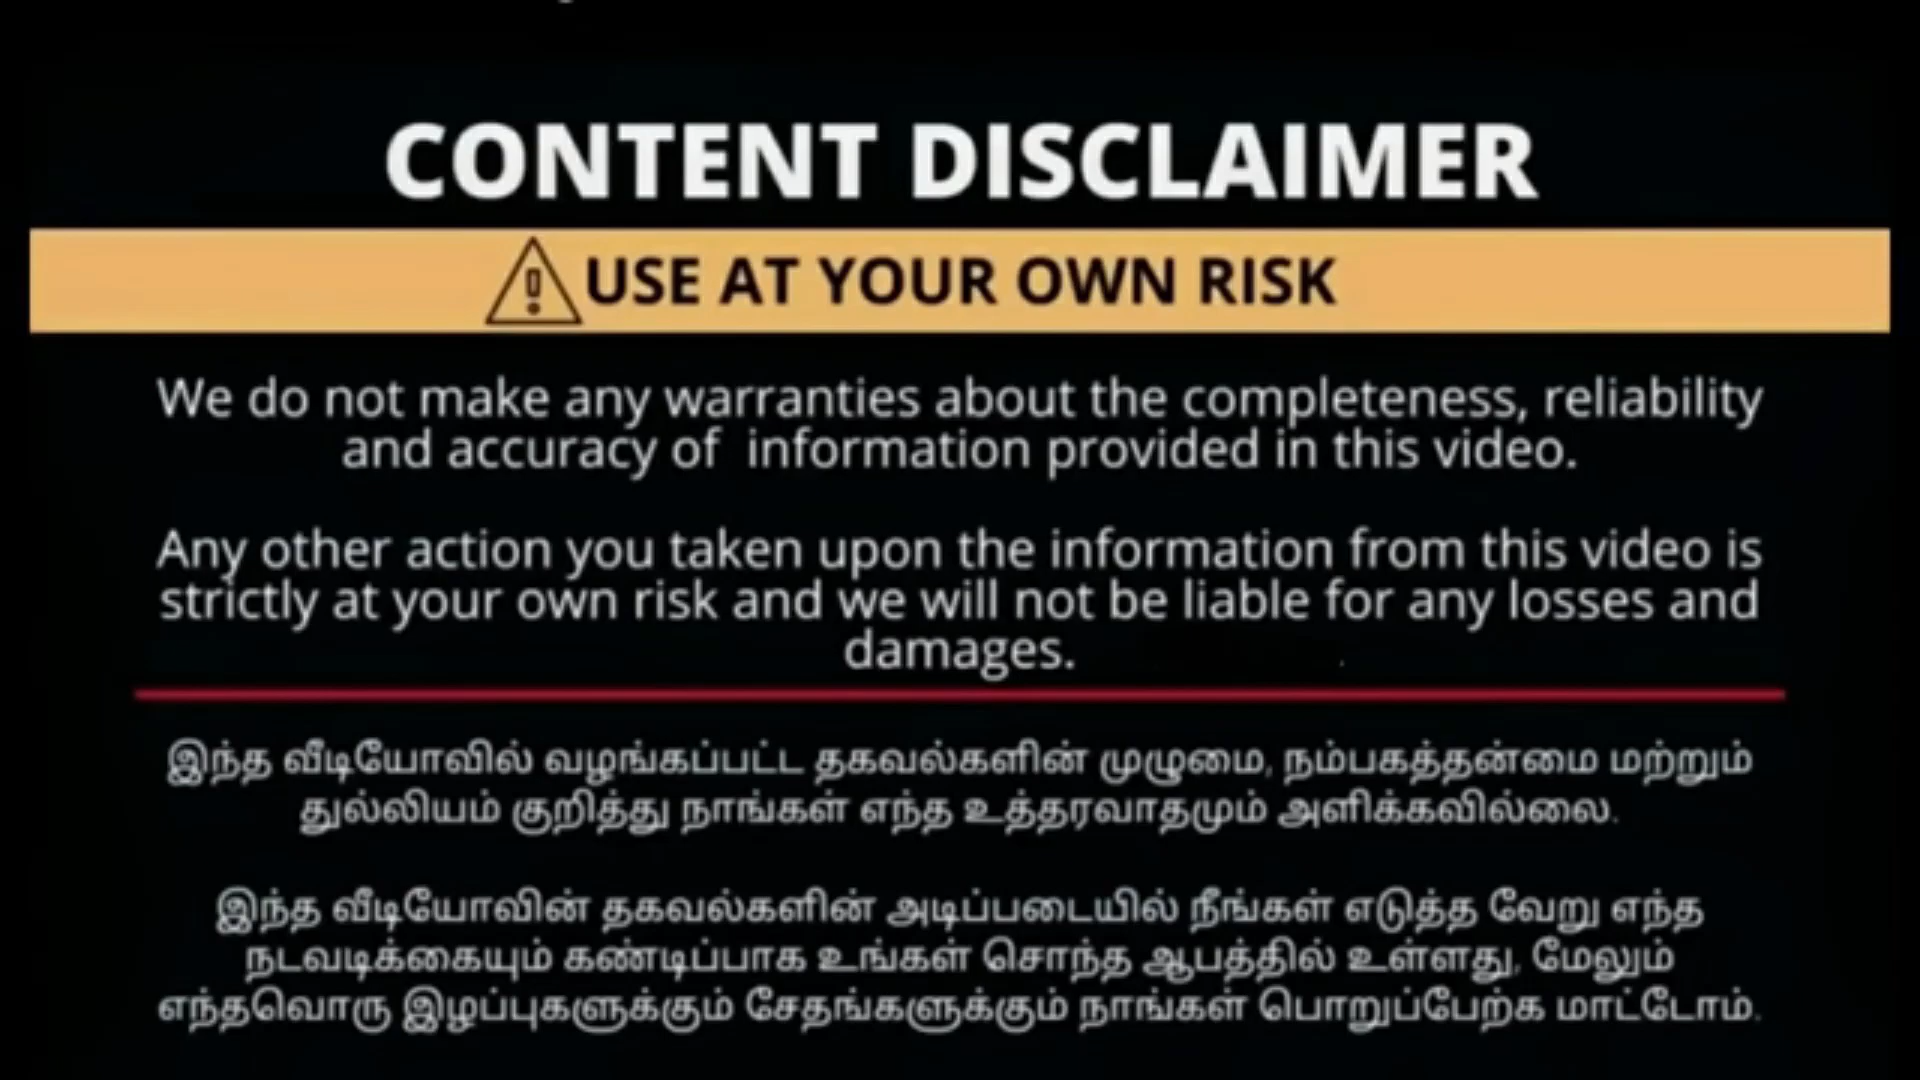 CONTENT DISCLAIMER
USE AT YOUR OWN RISK
We do not make any warranties about the completeness, reliability
and accuracy of information provided in this video.
Any other action you taken upon the information from this video is
strictly at your own risk and we will not be liable for any losses and
damages.
இந்த வீடியோவில் வழங்கப்பட்ட தகவல்களின் முழுமை, நம்பகத்தன்மை மற்றும்
துல்லியம் குறித்து நாங்கள் எந்த உத்தரவாதமும் அளிக்கவில்லை.
இந்த வீடியோவின் தகவல்களின் அடிப்படையில் நீங்கள் எடுத்த வேறு எந்த
நடவடிக்கையும் கண்டிப்பாக உங்கள் சொந்த ஆபத்தில் உள்ளது, மேலும்
எந்தவொரு இழப்புகளுக்கும் சேதங்களுக்கும் நாங்கள் பொறுப்பேற்க மாட்டோம்.